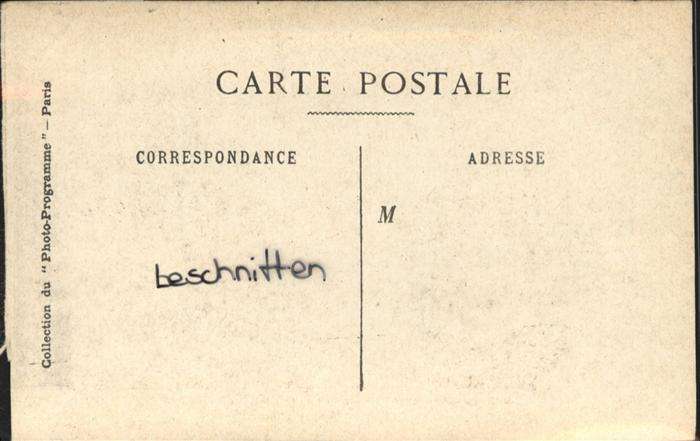 CARTE POSTALE
CORRESPONDANCE
ADRESSE
M
beschnitten
Collection du "Photo-Programme" — Paris